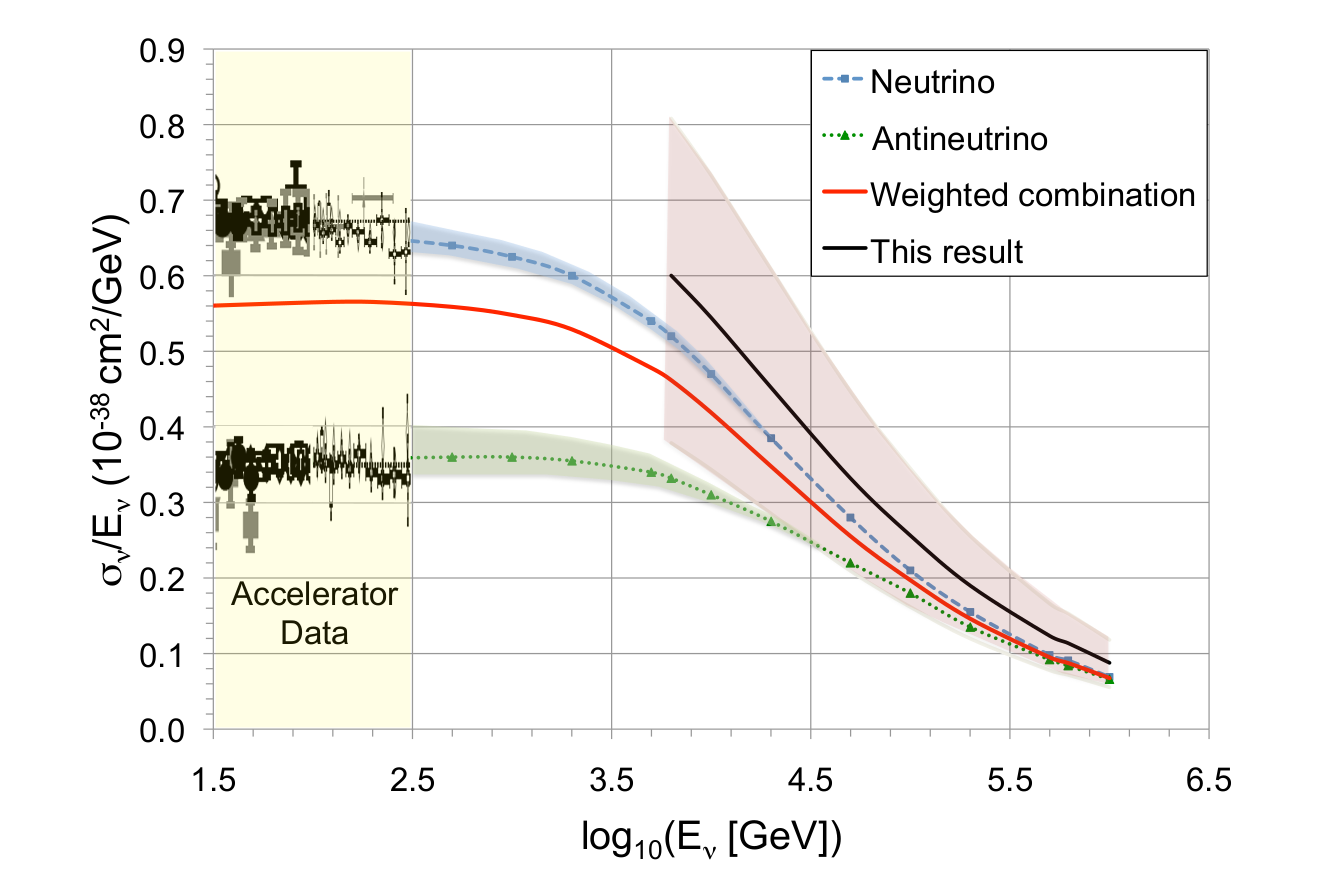 0.9
0.8
0.7
0.6
0.5
0.4
0.3
0.2
0.1
0.0
σν/Eν (10-38 cm2/GeV)
Neutrino
Antineutrino
Weighted combination
This result
Accelerator
Data
1.5 2.5 3.5 4.5 5.5 6.5
log10(Eν [GeV])